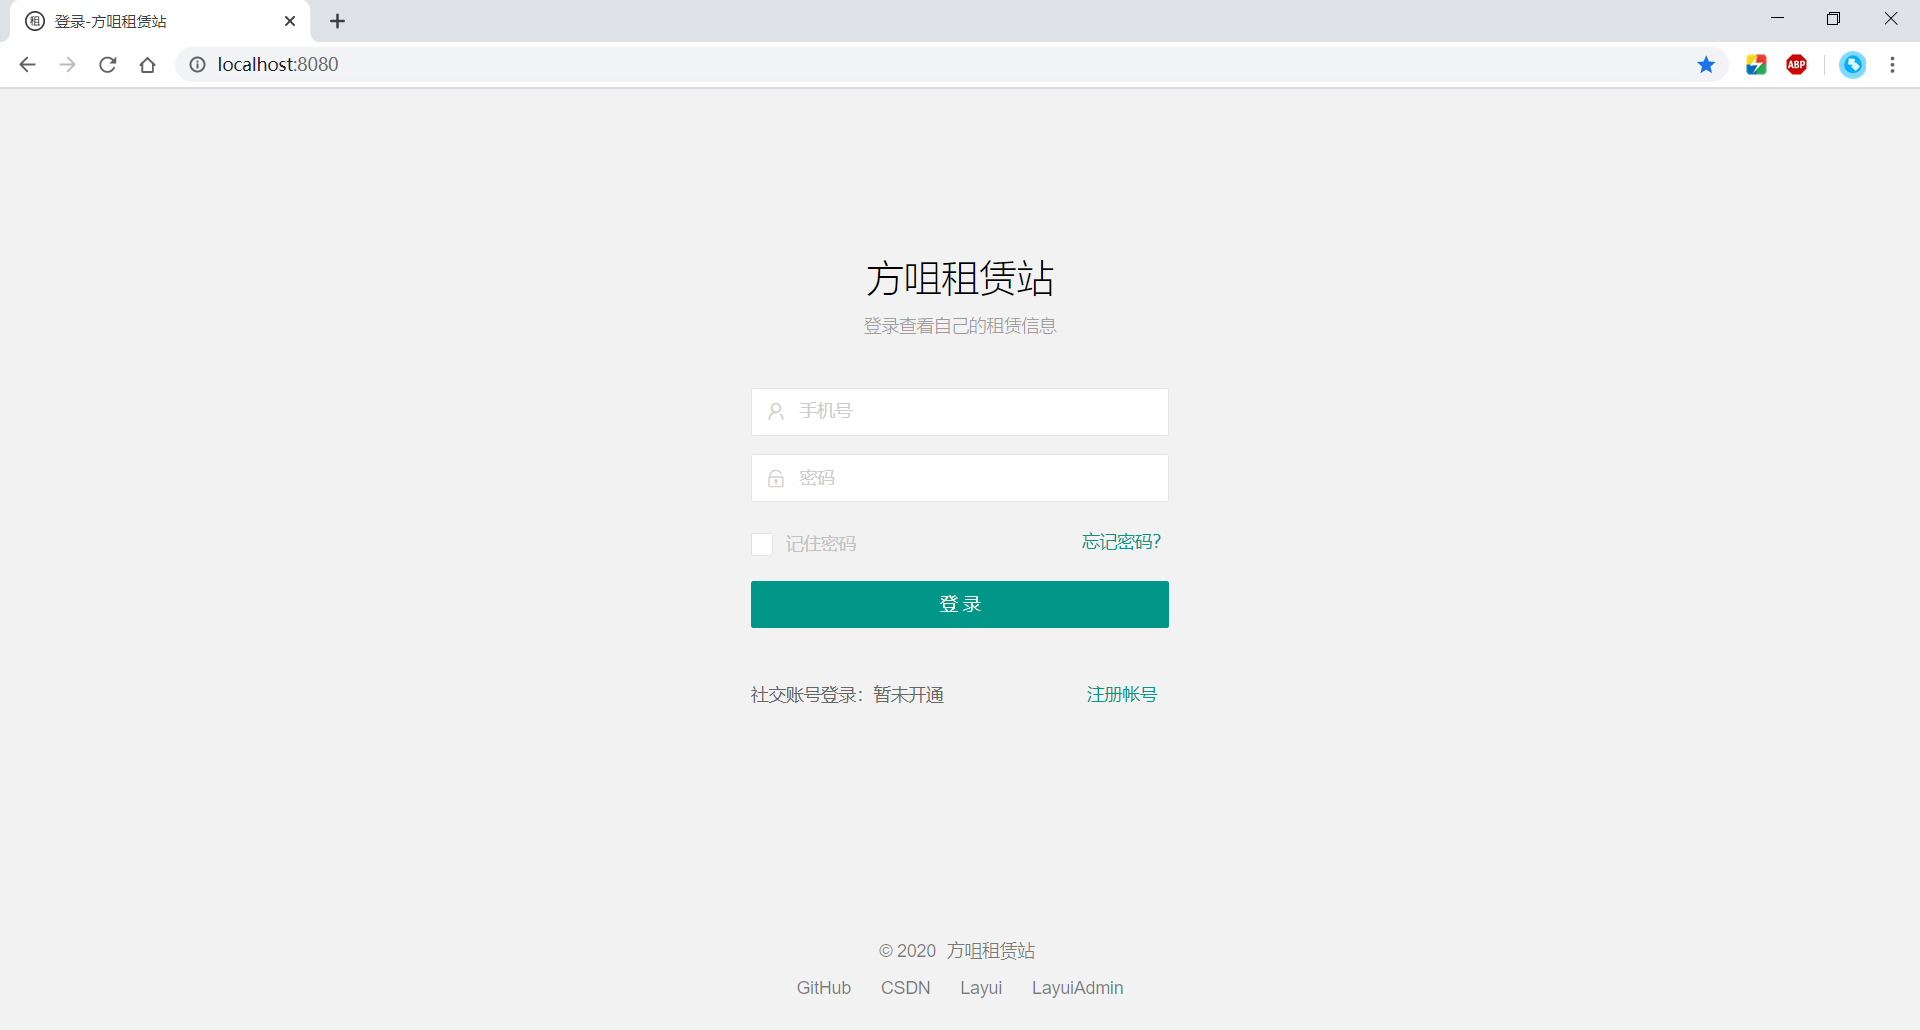 登录-方咀租赁站
localhost:8080
ABP
方咀租赁站
登录查看自己的租赁信息
手机号
密码
记住密码 忘记密码?
登 录
社交账号登录：暂未开通 注册帐号
© 2020 方咀租赁站
GitHub CSDN Layui LayuiAdmin